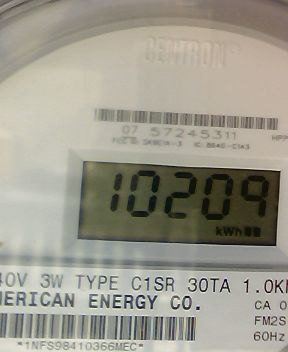 CENTRON®
07 57245311
10209
kWh
40V 3W TYPE C1SR 30TA 1.0K
MERICAN ENERGY CO.
CA 0
FM2S
60Hz
*1NFS98410366MEC*